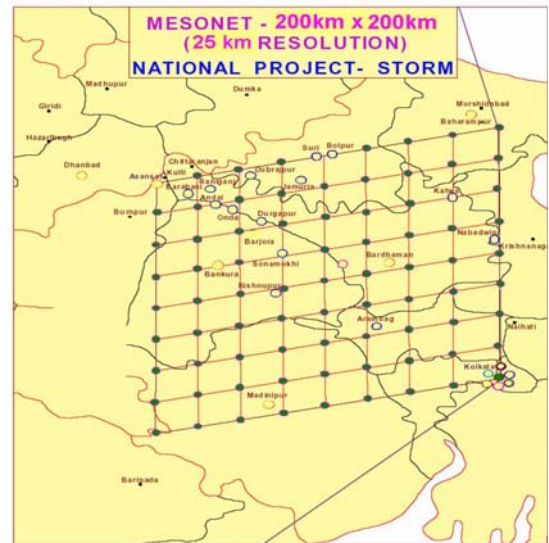 MESONET - 200km x 200km
(25 km RESOLUTION)
NATIONAL PROJECT- STORM
Madhupur
Dumka
Giridi
Murshidabad
Baharampur
Hazaribagh
Suri Bolpur
Dhanbad
Chittaranjan
Kulti
Dubrajpur
Asansol
Raniganj
Jamuria
Barabani
Katwa
Andal
Bumpur
Onda
Durgapur
Nabadwip
Krishnanagar
Barjora
Sonamukhi
Bardhaman
Bankura
Bishnupur
Arambag
Naihati
Kolkata
Medinipur
Baripada